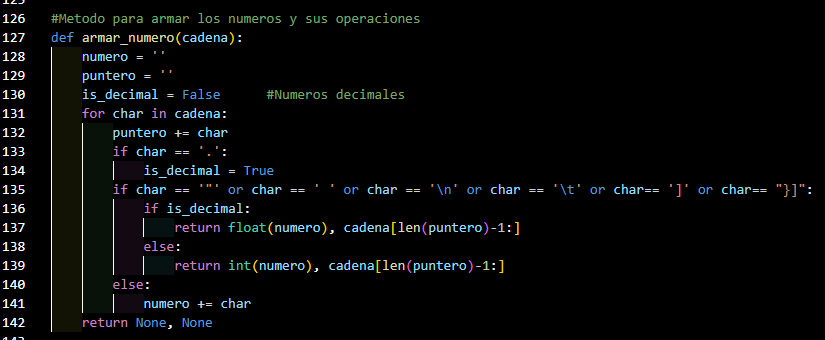 125
126 #Metodo para armar los numeros y sus operaciones
127 def armar_numero(cadena):
128     numero = ''
129     puntero = ''
130     is_decimal = False      #Numeros decimales
131     for char in cadena:
132         puntero += char
133         if char == '.':
134             is_decimal = True
135         if char == '"' or char == ' ' or char == '\n' or char == '\t' or char== ']' or char== "}]":
136             if is_decimal:
137                 return float(numero), cadena[len(puntero)-1:]
138             else:
139                 return int(numero), cadena[len(puntero)-1:]
140         else:
141             numero += char
142     return None, None